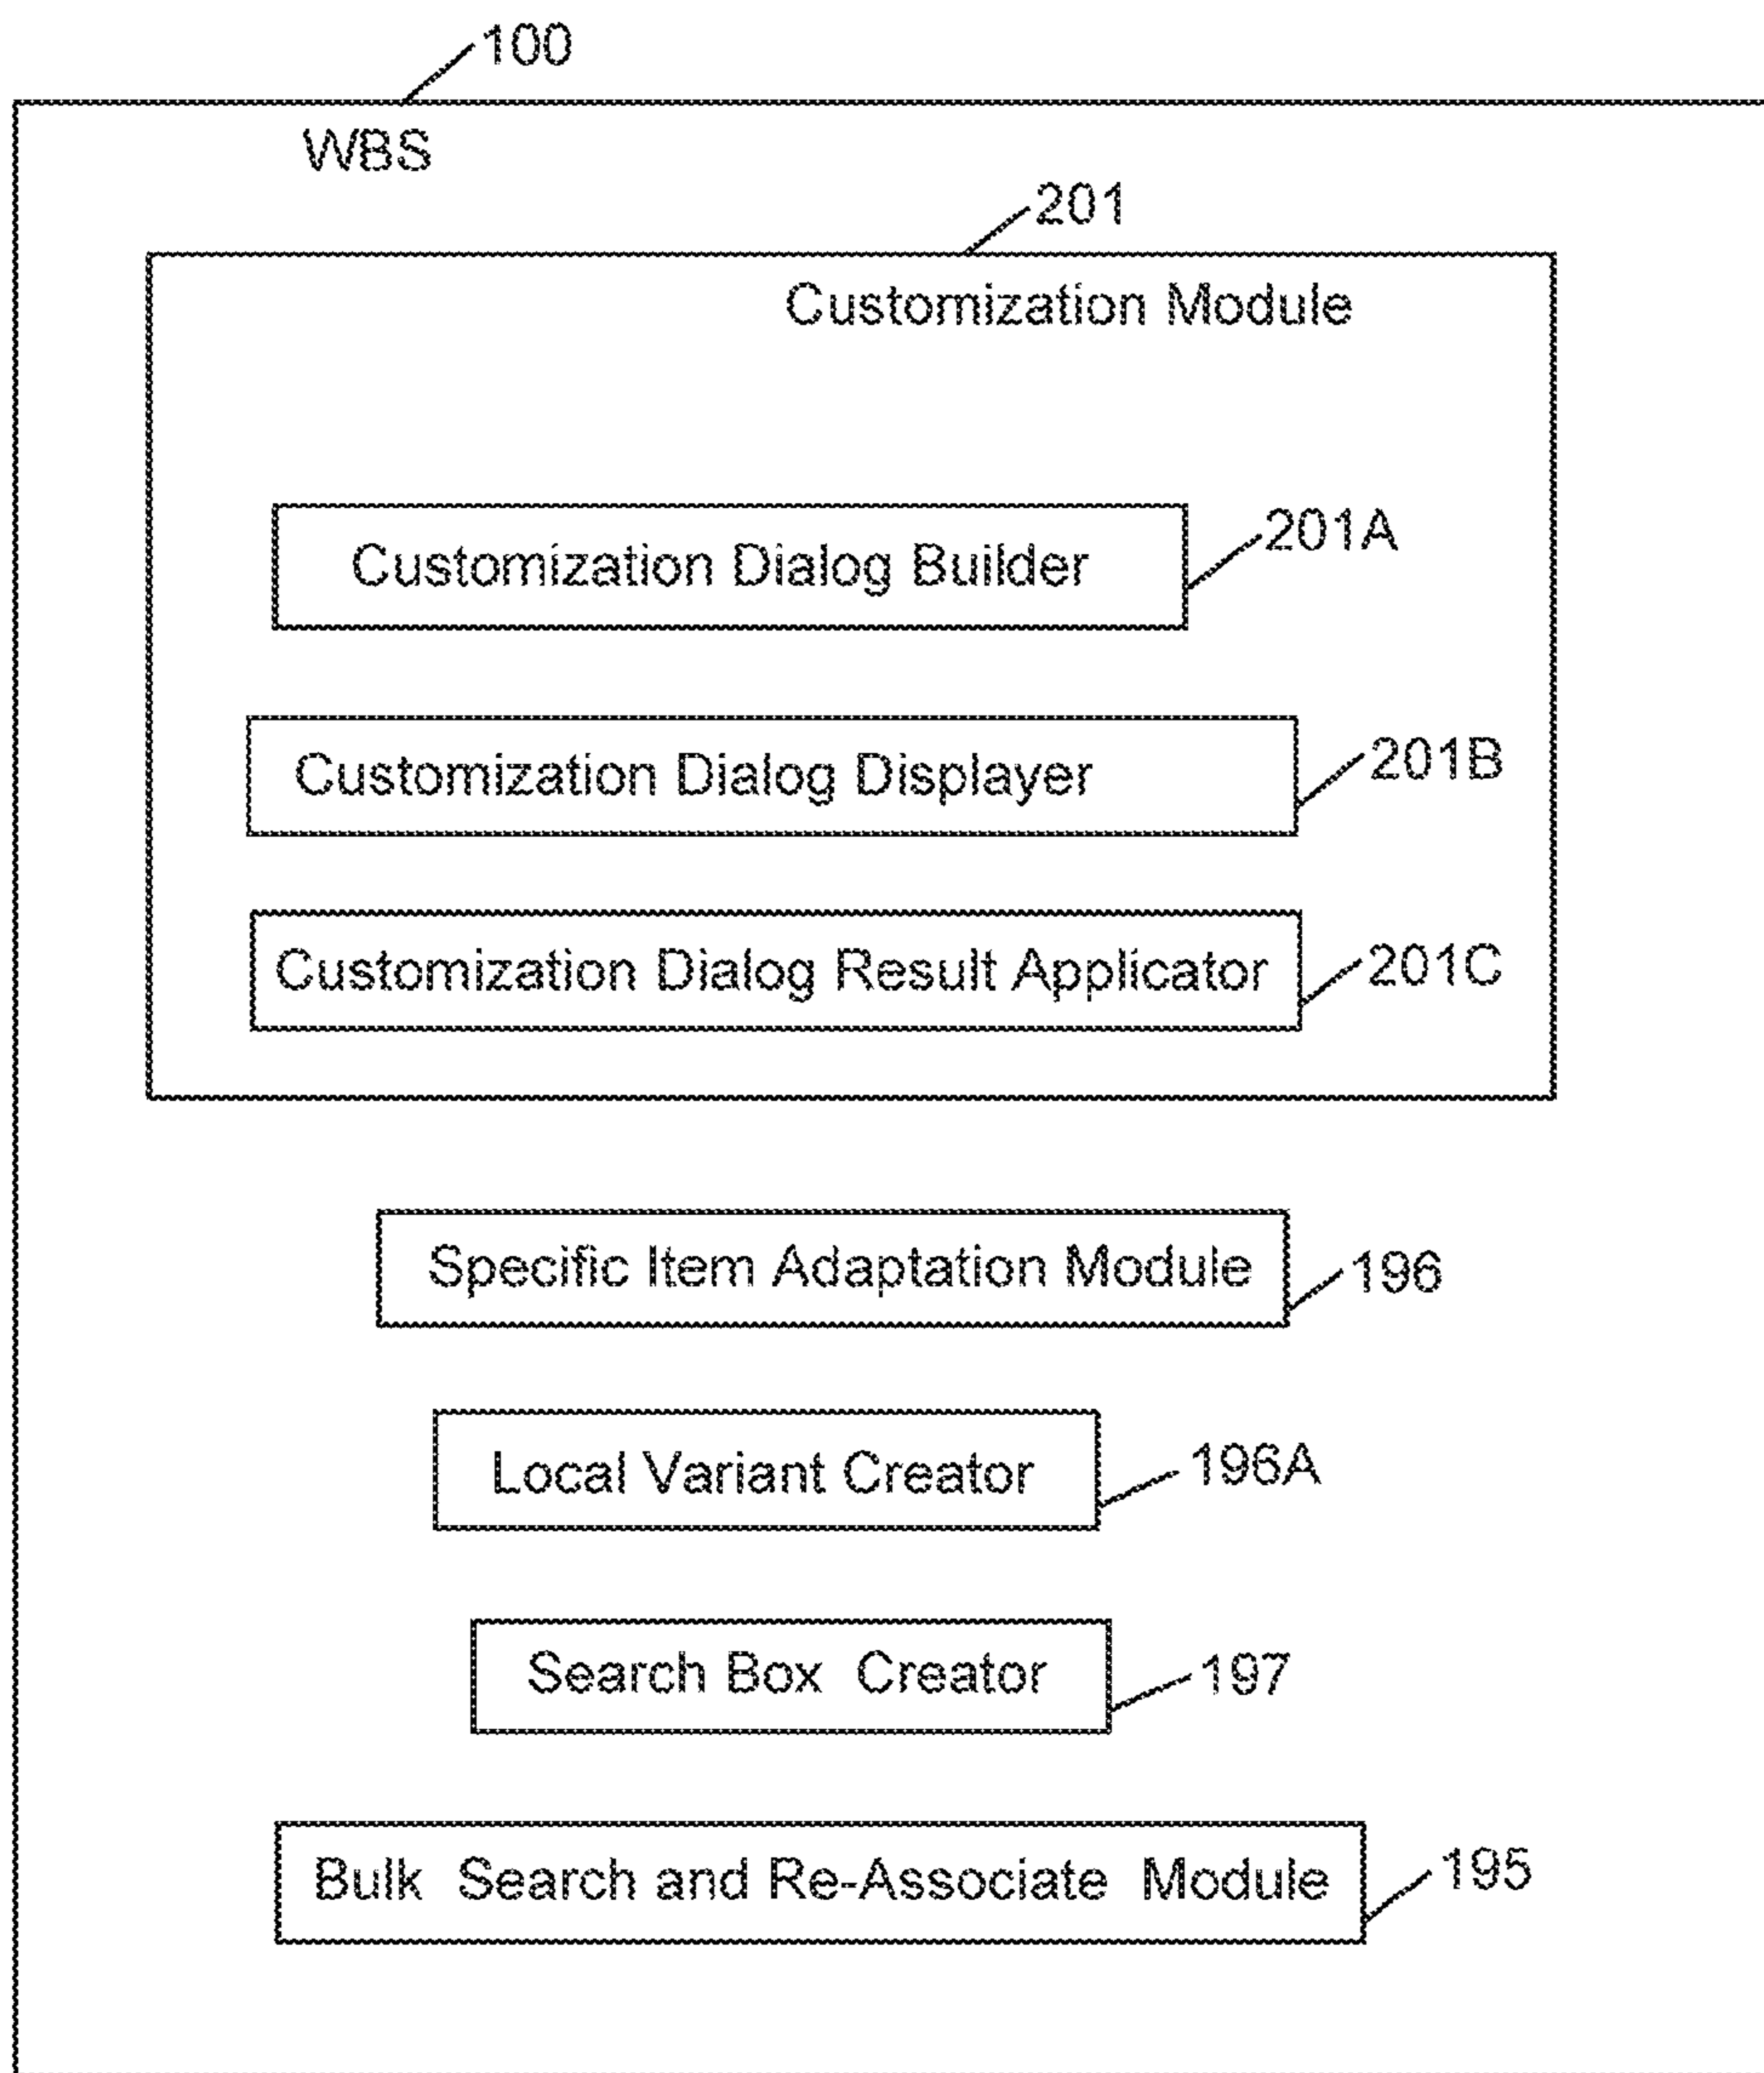 100
WBS
201
Customization Module
Customization Dialog Builder
201A
Customization Dialog Displayer
201B
Customization Dialog Result Applicator
201C
Specific Item Adaptation Module
196
Local Variant Creator
196A
Search Box Creator
197
Bulk Search and Re-Associate Module
195